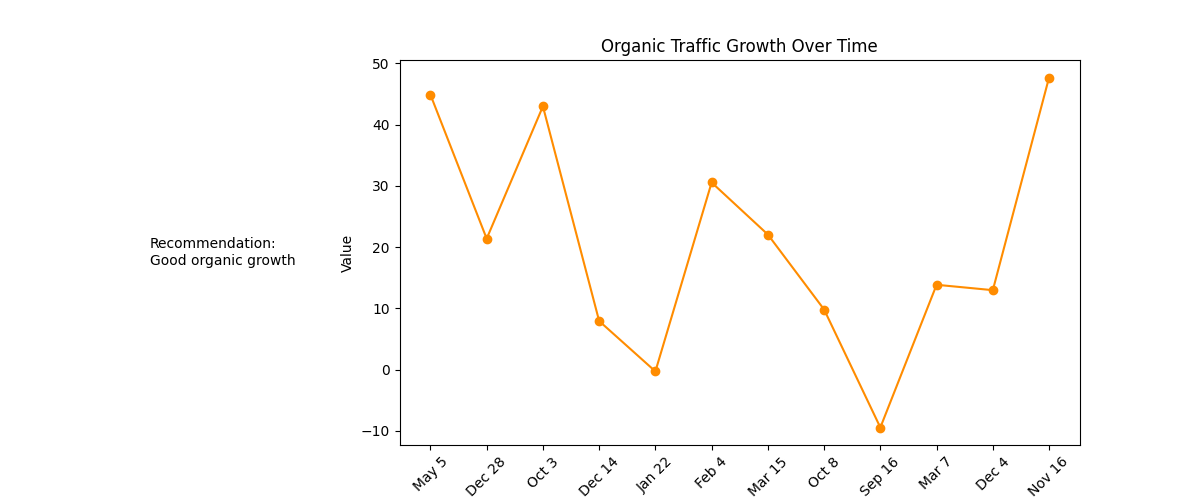 Organic Traffic Growth Over Time
Recommendation:
Good organic growth
Value
50
40
30
20
10
0
−10
May 5
Dec 28
Oct 3
Dec 14
Jan 22
Feb 4
Mar 15
Oct 8
Sep 16
Mar 7
Dec 4
Nov 16